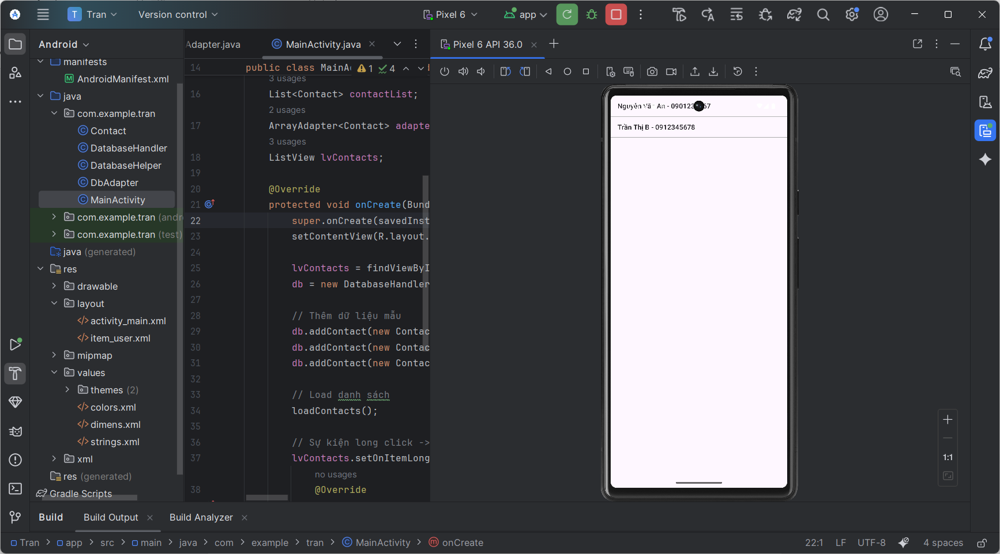 T Tran Version control Pixel 6 app
Android
manifests
AndroidManifest.xml
java
com.example.tran
Contact
DatabaseHandler
DatabaseHelper
DbAdapter
MainActivity
com.example.tran (andr
com.example.tran (test)
java (generated)
res
drawable
layout
activity_main.xml
item_user.xml
mipmap
values
themes (2)
colors.xml
dimens.xml
strings.xml
xml
res (generated)
Gradle Scripts
Adapter.java MainActivity.java
14 public class MainA 1 4
3 usages
16 List<Contact> contactList;
2 usages
17 ArrayAdapter<Contact> adapte
3 usages
18 ListView lvContacts;
19
20 @Override
21 protected void onCreate(Bund
22 super.onCreate(savedInst
23 setContentView(R.layout.
24
25 lvContacts = findViewByI
26 db = new DatabaseHandler
27
28 // Thêm dữ liệu mẫu
29 db.addContact(new Contac
30 db.addContact(new Contac
31 db.addContact(new Contac
32
33 // Load danh sách
34 loadContacts();
35
36 // Sự kiện long click ->
37 lvContacts.setOnItemLong
no usages
38 @Override
Pixel 6 API 36.0
Nguyễn An - 090123 67
Trần Thị B - 0912345678
1:1
Build Build Output Build Analyzer
Tran > app > src > main > java > com > example > tran > MainActivity > onCreate
22:1 LF UTF-8 4 spaces